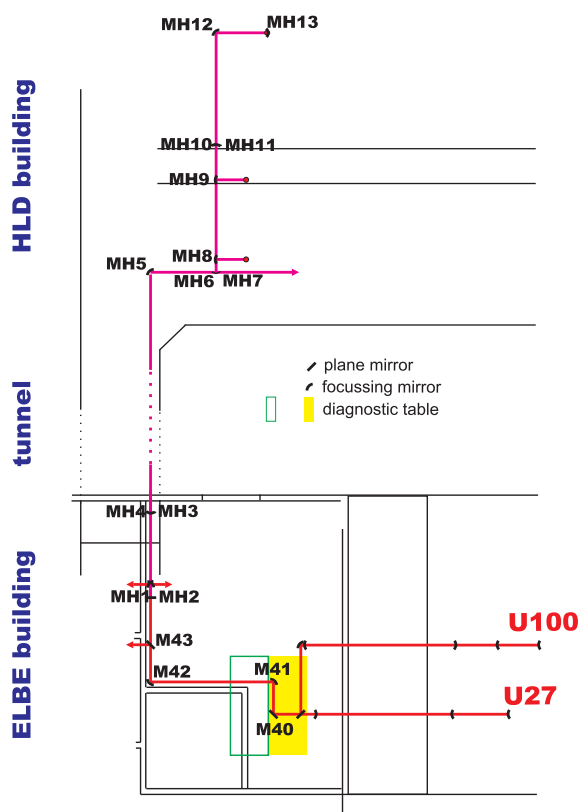 MH12
MH13
HLD building
MH10
MH11
MH9
MH8
MH5
MH6
MH7
plane mirror
focussing mirror
diagnostic table
tunnel
MH4
MH3
ELBE building
MH1
MH2
M43
U100
M42
M41
U27
M40